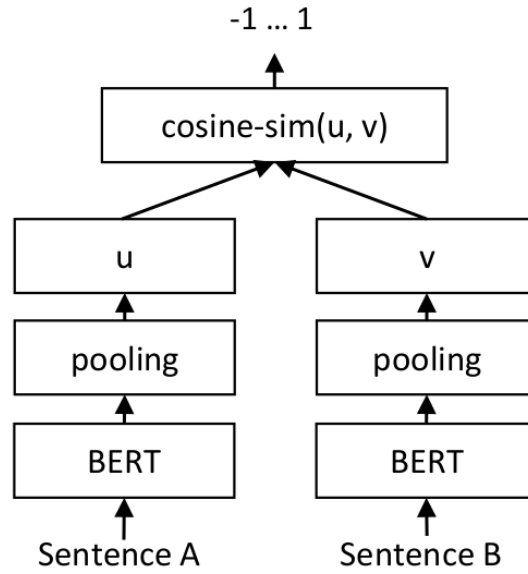 -1 … 1
cosine-sim(u, v)
u
v
pooling
pooling
BERT
BERT
Sentence A
Sentence B